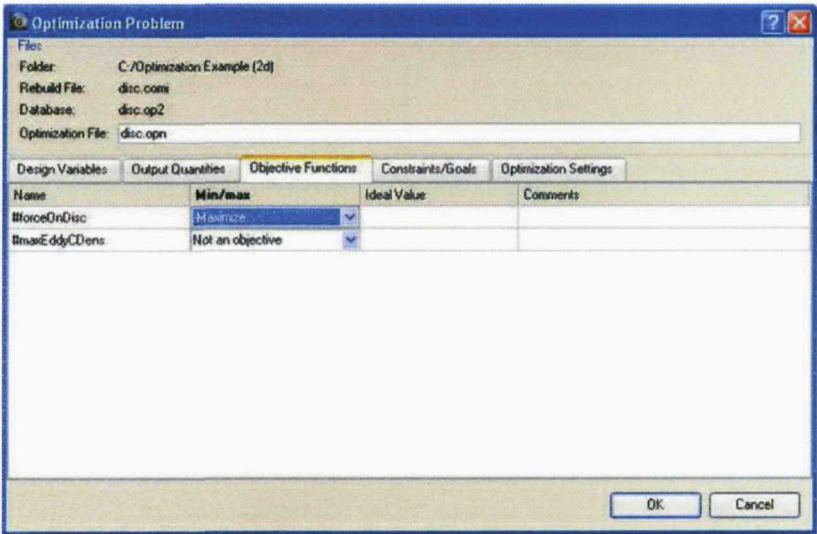 Optimization Problem
Files
Folder: C:/Optimization Example (2d)
Rebuild File: disc.comi
Database: disc.op2
Optimization File: disc.opn
Design Variables Output Quantities Objective Functions Constraints/Goals Optimization Settings
Name Min/max Ideal Value Comments
#forceOnDisc Maximize
#maxEddyCDens Not an objective
OK Cancel